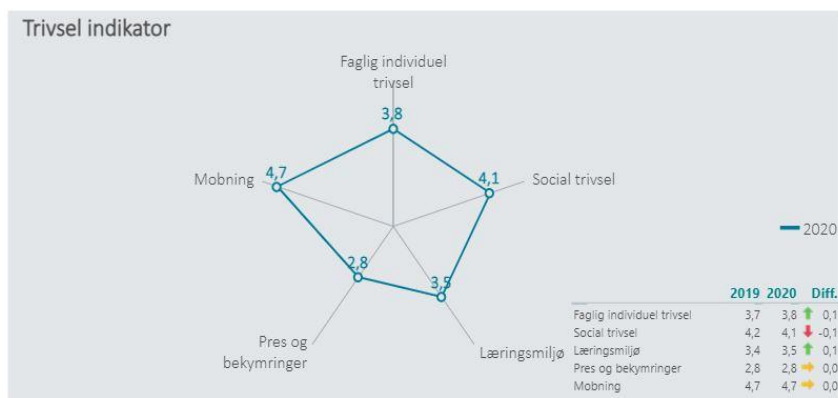 Trivsel indikator
Faglig individuel
trivsel
3,8
4,7
Mobning
4,1
Social trivsel
2020
2,8
3,5
Pres og
bekymringer
Læringsmiljø
2019 2020 Diff.
Faglig individuel trivsel 3,7 3,8 0,1
Social trivsel 4,2 4,1 -0,1
Læringsmiljø 3,4 3,5 0,1
Pres og bekymringer 2,8 2,8 0,0
Mobning 4,7 4,7 0,0